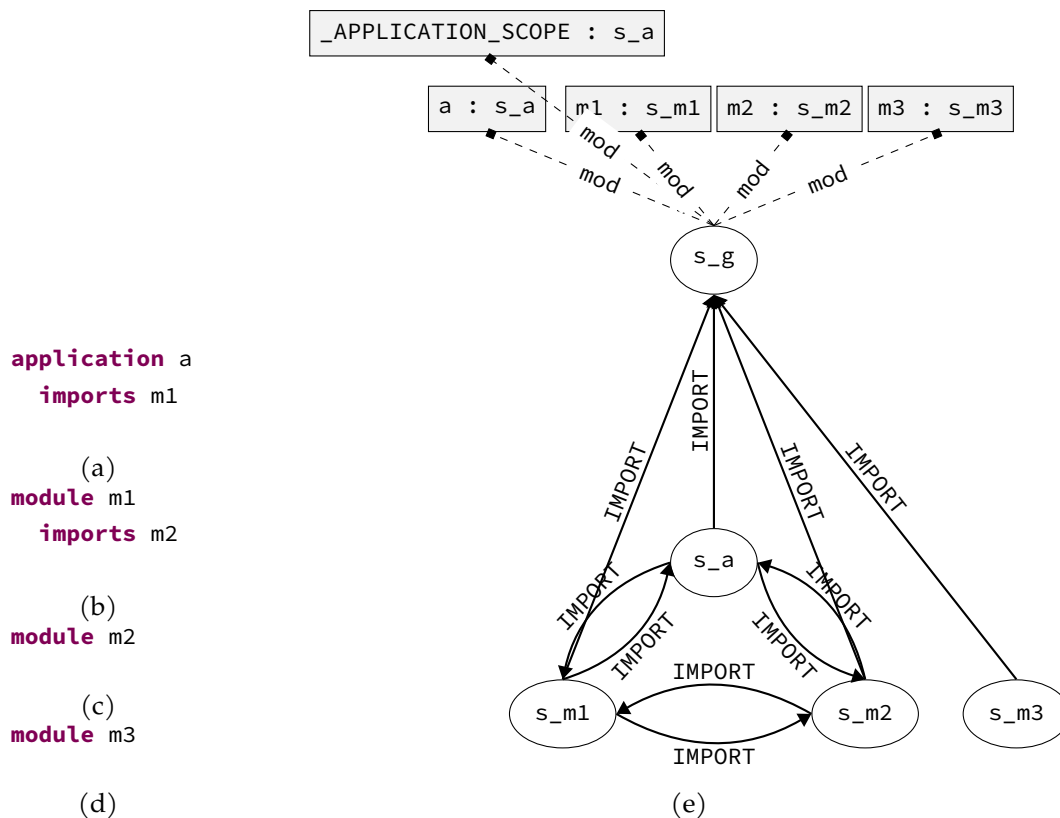 _APPLICATION_SCOPE : s_a
a : s_a
m1 : s_m1
m2 : s_m2
m3 : s_m3
mod
mod
mod
mod
mod
s_g
application a
imports m1
(a)
module m1
imports m2
(b)
module m2
(c)
module m3
(d)
IMPORT
IMPORT
IMPORT
IMPORT
s_a
IMPORT
IMPORT
IMPORT
IMPORT
IMPORT
s_m1
s_m2
s_m3
IMPORT
(e)